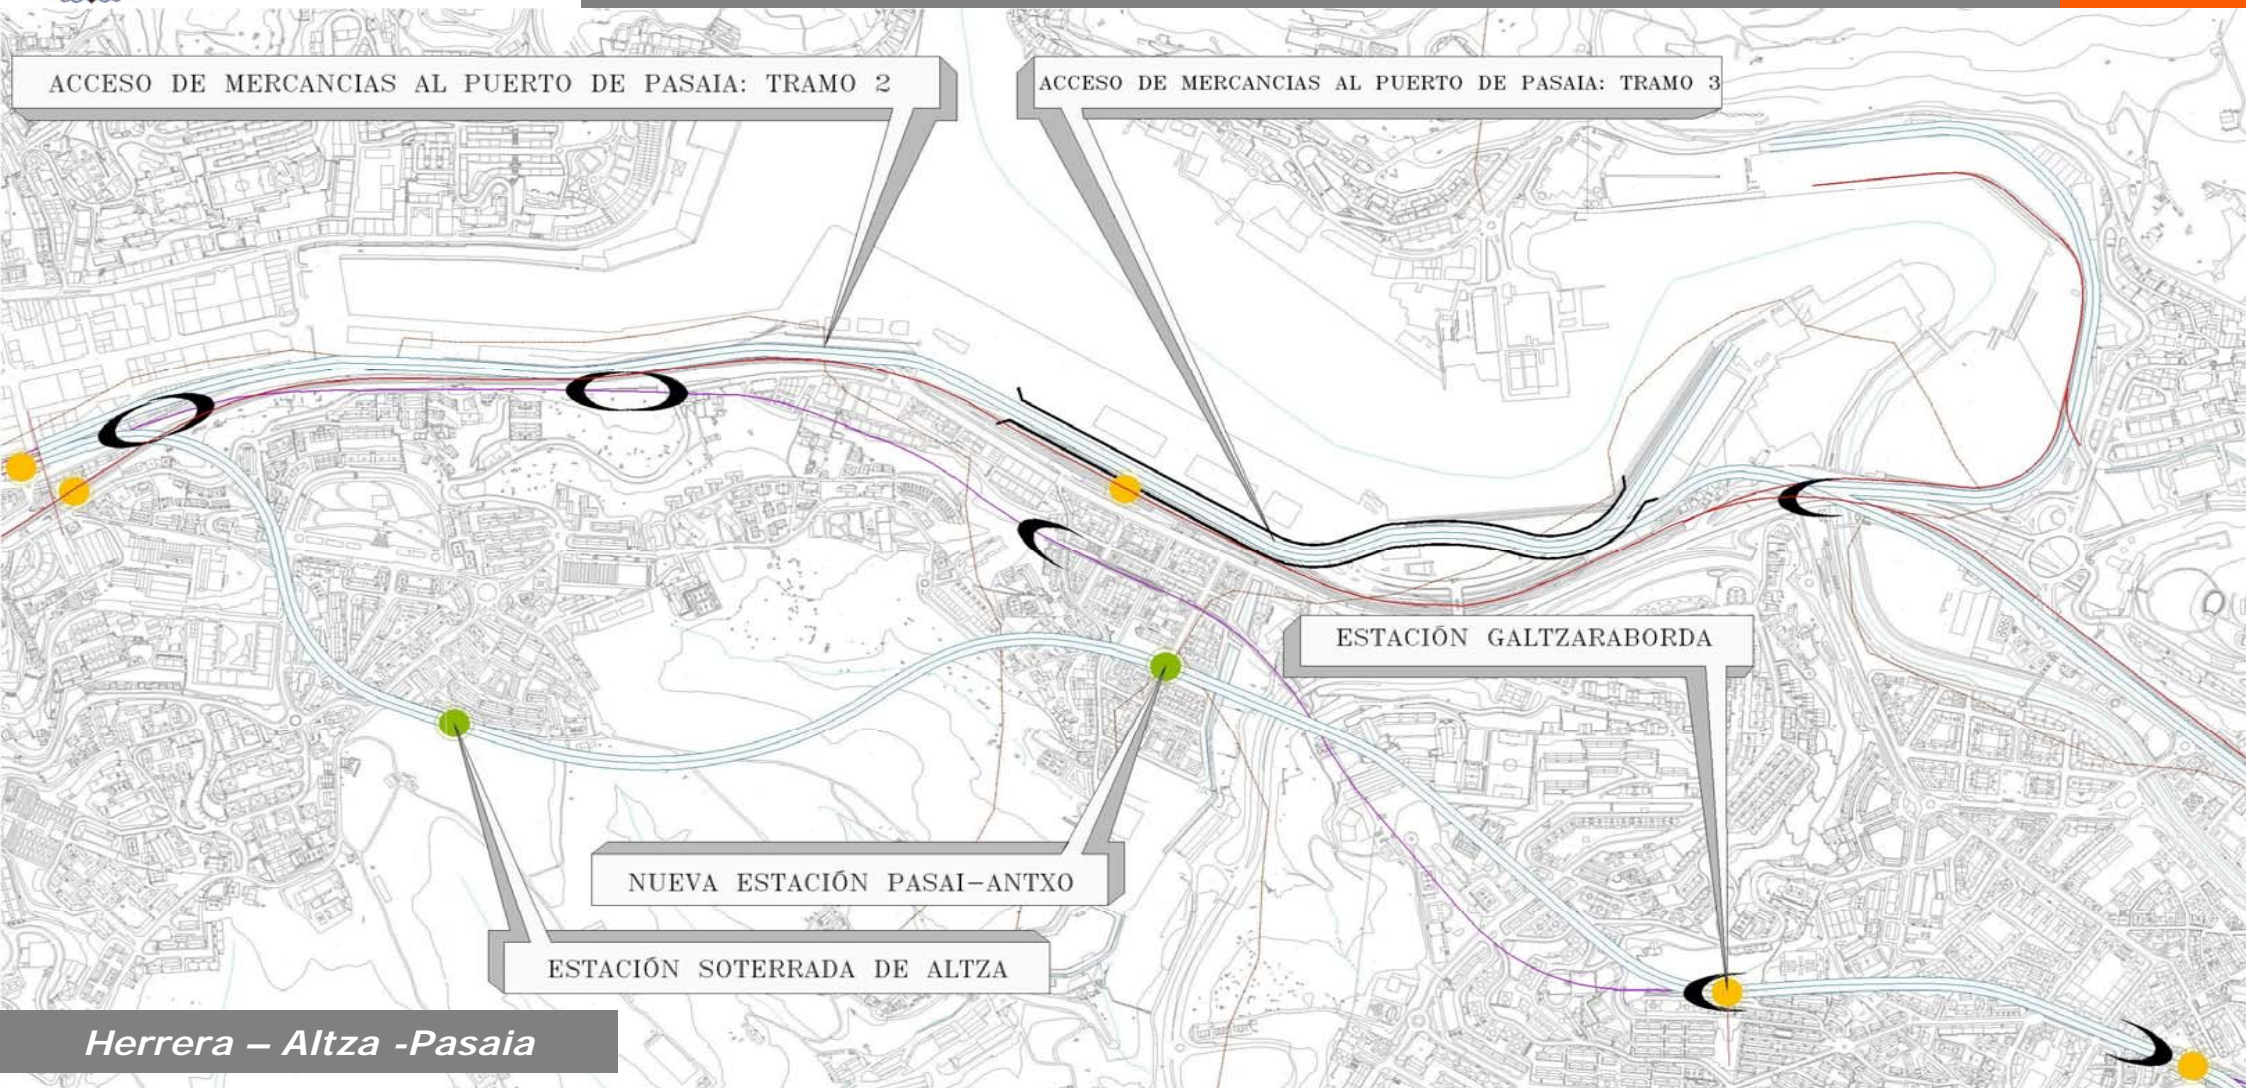 ACCESO DE MERCANCIAS AL PUERTO DE PASAIA: TRAMO 2
ACCESO DE MERCANCIAS AL PUERTO DE PASAIA: TRAMO 3
ESTACIÓN GALTZARABORDA
NUEVA ESTACIÓN PASAI-ANTXO
ESTACIÓN SOTERRADA DE ALTZA
Herrera – Altza -Pasaia